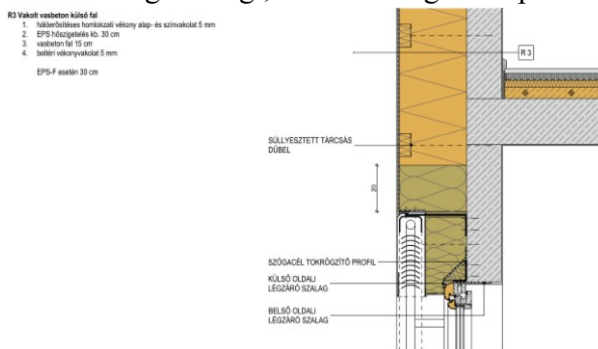 R3 Vakolt vasbeton külső fal
1. hálóerősítéses homlokzati vékony alap- és színvakolat 5 mm
2. EPS hőszigetelés kb. 30 cm
3. vasbeton fal 15 cm
4. beltéri vékonyvakolat 5 mm
EPS-F esetén 30 cm
R 3
SÜLLYESZTETT TÁRCSÁS
DÜBEL
20
SZÖGACÉL TOKRÖGZÍTŐ PROFIL
KÜLSŐ OLDALI
LÉGZÁRÓ SZALAG
BELSŐ OLDALI
LÉGZÁRÓ SZALAG